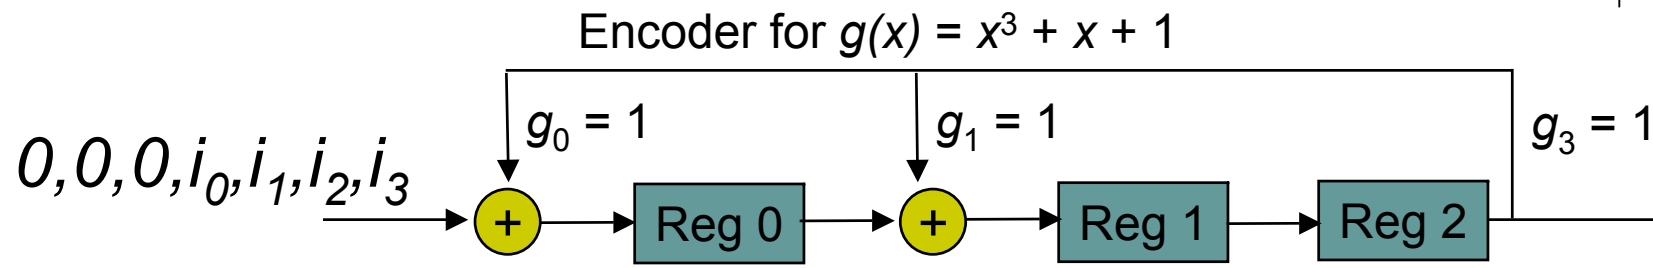 Encoder for g(x) = x³ + x + 1
g₀ = 1
g₁ = 1
g₃ = 1
0,0,0,i₀,i₁,i₂,i₃
+
Reg 0
+
Reg 1
Reg 2